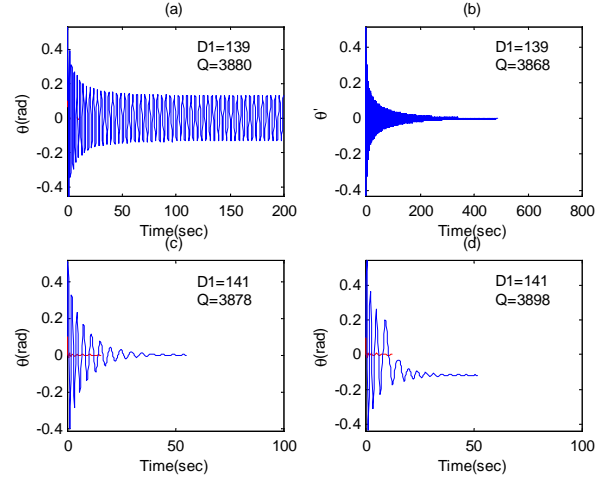 (a)
(b)
0.4
0.2
0
-0.2
-0.4
θ(rad)
D1=139
Q=3880
0
50
100
150
200
Time(sec)
0.4
0.2
0
-0.2
-0.4
θ'
D1=139
Q=3868
0
200
400
600
800
Time(sec)
(c)
(d)
0.4
0.2
0
-0.2
-0.4
θ(rad)
D1=141
Q=3878
0
50
100
Time(sec)
0.4
0.2
0
-0.2
-0.4
θ(rad)
D1=141
Q=3898
0
50
100
Time(sec)